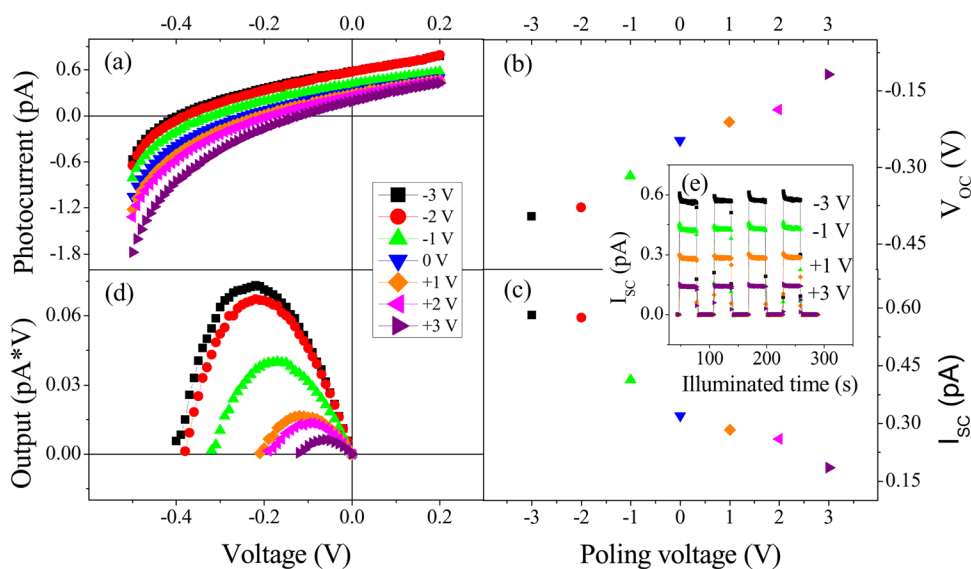 -0.4 -0.2 0.0 0.2
-3 -2 -1 0 1 2 3
(a)
0.6
0.0
-0.6
-1.2
-1.8
Photocurrent (pA)
(b)
-0.15
-0.30
-0.45
V_OC (V)
-3 V
-2 V
-1 V
0 V
+1 V
+2 V
+3 V
(e)
0.6
0.3
0.0
I_SC (pA)
-3 V
-1 V
+1 V
+3 V
100 200 300
Illuminated time (s)
(d)
0.06
0.03
0.00
Output (pA*V)
(c)
0.60
0.45
0.30
0.15
I_SC (pA)
-0.4 -0.2 0.0 0.2
Voltage (V)
-3 -2 -1 0 1 2 3
Poling voltage (V)